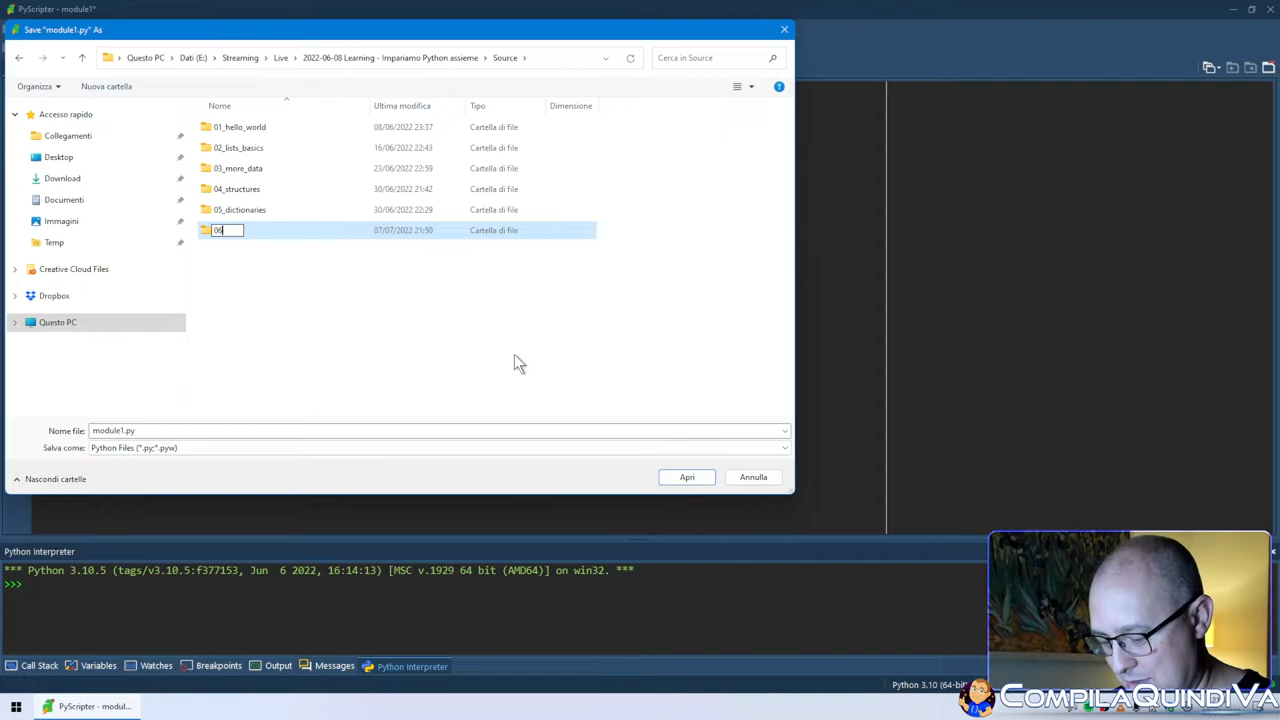 PyScripter - module1*
Save "module1.py" As
Questo PC > Dati (E:) > Streaming > Live > 2022-06-08 Learning - Impariamo Python assieme > Source >
Cerca in Source
Organizza
Nuova cartella
Nome
Ultima modifica
Tipo
Dimensione
Accesso rapido
Collegamenti
Desktop
Download
Documenti
Immagini
Temp
Creative Cloud Files
Dropbox
Questo PC
01_hello_world 08/06/2022 23:37 Cartella di file
02_lists_basics 16/06/2022 22:43 Cartella di file
03_more_data 23/06/2022 22:59 Cartella di file
04_structures 30/06/2022 21:42 Cartella di file
05_dictionaries 30/06/2022 22:29 Cartella di file
06 07/07/2022 21:50 Cartella di file
Nome file: module1.py
Salva come: Python Files (*.py;*.pyw)
Nascondi cartelle
Apri
Annulla
Python Interpreter
*** Python 3.10.5 (tags/v3.10.5:f377153, Jun  6 2022, 16:14:13) [MSC v.1929 64 bit (AMD64)] on win32. ***
>>>
Call Stack Variables Watches Breakpoints Output Messages Python Interpreter
Python 3.10 (64-bit)
PyScripter - modul...
CompilaQuindiVa